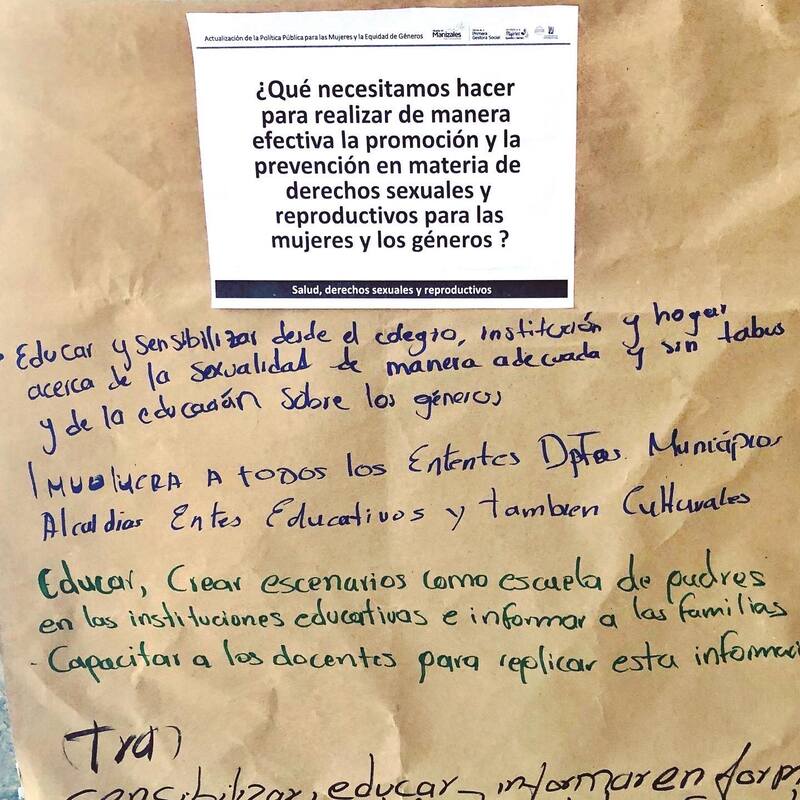 Actualización de la Política Pública para las Mujeres y la Equidad de Géneros
Manizales
Primera
Gestora Social
¿Qué necesitamos hacer
para realizar de manera
efectiva la promoción y la
prevención en materia de
derechos sexuales y
reproductivos para las
mujeres y los géneros ?
Salud, derechos sexuales y reproductivos
Educar y sensibilizar desde el colegio, institución y hogar
acerca de la sexualidad de manera adecuada y sin tabus
y de la educación sobre los géneros
Imvolucra a todos los Ententes Dptos Municipios
Alcaldias Entes Educativos y tambien Culturales
Educar, Crear escenarios como escuela de padres
en las instituciones educativas e informar a las familias
- Capacitar a los docentes para replicar esta informaci
(Tra)
sensibilizar, educar, informar en form